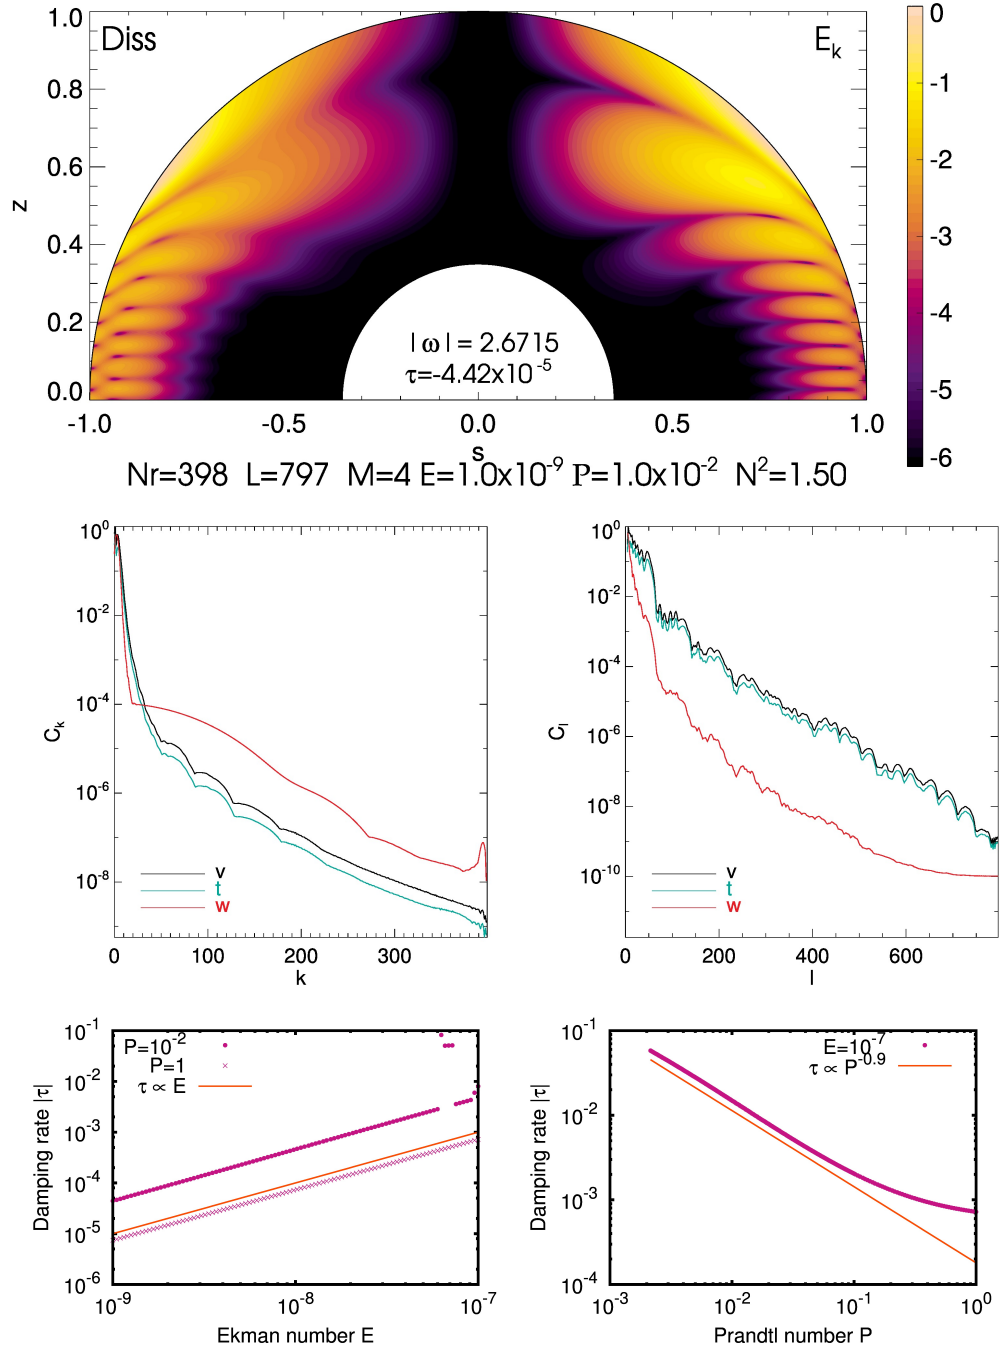 Diss
E_k
1.0
0.8
0.6
0.4
0.2
0.0
z
|ω|= 2.6715
τ=-4.42x10^-5
-1.0
-0.5
0.0
0.5
1.0
s
0
-1
-2
-3
-4
-5
-6
Nr=398 L=797 M=4 E=1.0x10^-9 P=1.0x10^-2 N^2=1.50
10^0
10^-2
10^-4
10^-6
10^-8
C_k
v
t
w
0
100
200
300
k
10^0
10^-2
10^-4
10^-6
10^-8
10^-10
C_l
v
t
w
0
200
400
600
l
10^-1
10^-2
10^-3
10^-4
10^-5
10^-6
Damping rate |τ|
P=10^-2
P=1
τ ∝ E
10^-9
10^-8
10^-7
Ekman number E
10^-1
10^-2
10^-3
10^-4
Damping rate |τ|
E=10^-7
τ ∝ P^-0.9
10^-3
10^-2
10^-1
10^0
Prandtl number P